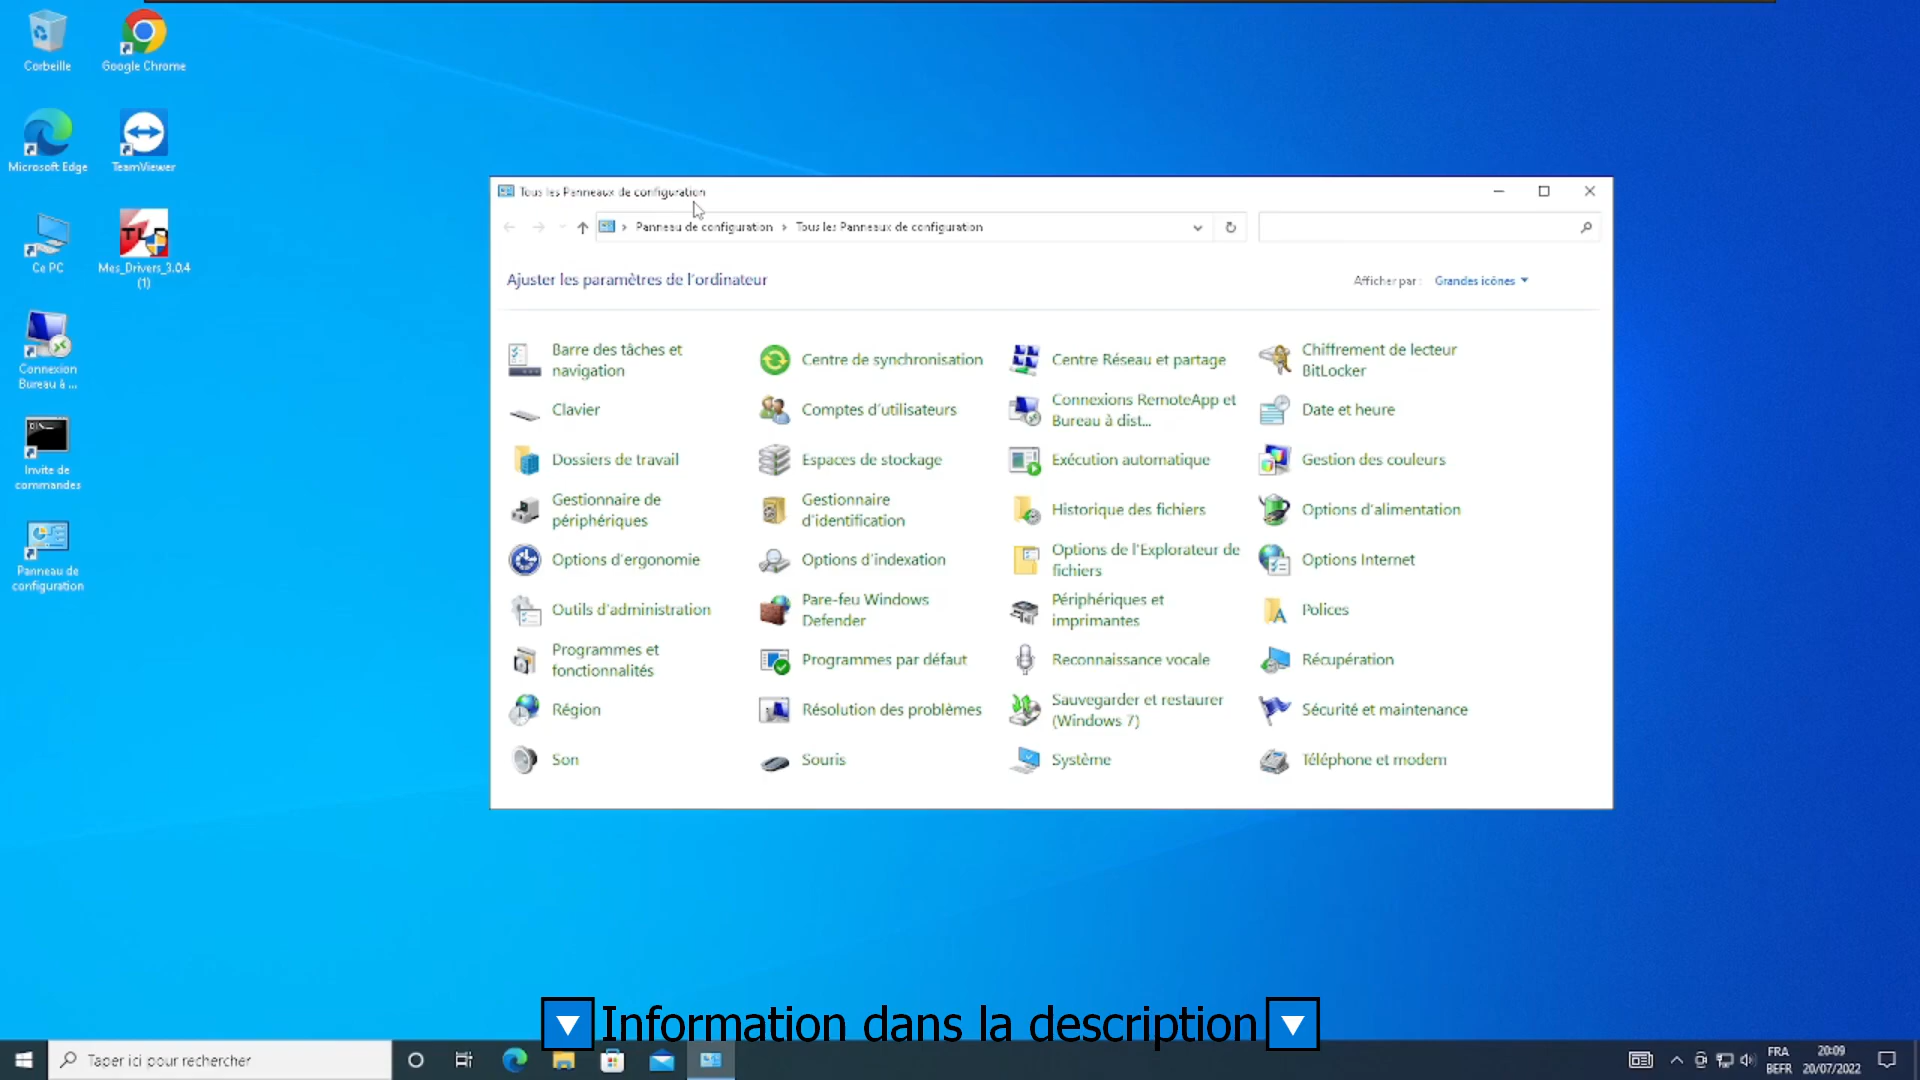 Corbeille
Google Chrome
Microsoft Edge
TeamViewer
Ce PC
Mes_Drivers_3.0.4
(1)
Connexion
Bureau à ...
Invite de
commandes
Panneau de
configuration
Tous les Panneaux de configuration
Panneau de configuration > Tous les Panneaux de configuration
Ajuster les paramètres de l'ordinateur
Afficher par : Grandes icônes
Barre des tâches et
navigation
Centre de synchronisation
Centre Réseau et partage
Chiffrement de lecteur
BitLocker
Clavier
Comptes d'utilisateurs
Connexions RemoteApp et
Bureau à dist...
Date et heure
Dossiers de travail
Espaces de stockage
Exécution automatique
Gestion des couleurs
Gestionnaire de
périphériques
Gestionnaire
d'identification
Historique des fichiers
Options d'alimentation
Options d'ergonomie
Options d'indexation
Options de l'Explorateur de
fichiers
Options Internet
Outils d'administration
Pare-feu Windows
Defender
Périphériques et
imprimantes
Polices
Programmes et
fonctionnalités
Programmes par défaut
Reconnaissance vocale
Récupération
Région
Résolution des problèmes
Sauvegarder et restaurer
(Windows 7)
Sécurité et maintenance
Son
Souris
Système
Téléphone et modem
Information dans la description
Taper ici pour rechercher
FRA
BEFR
20:09
20/07/2022